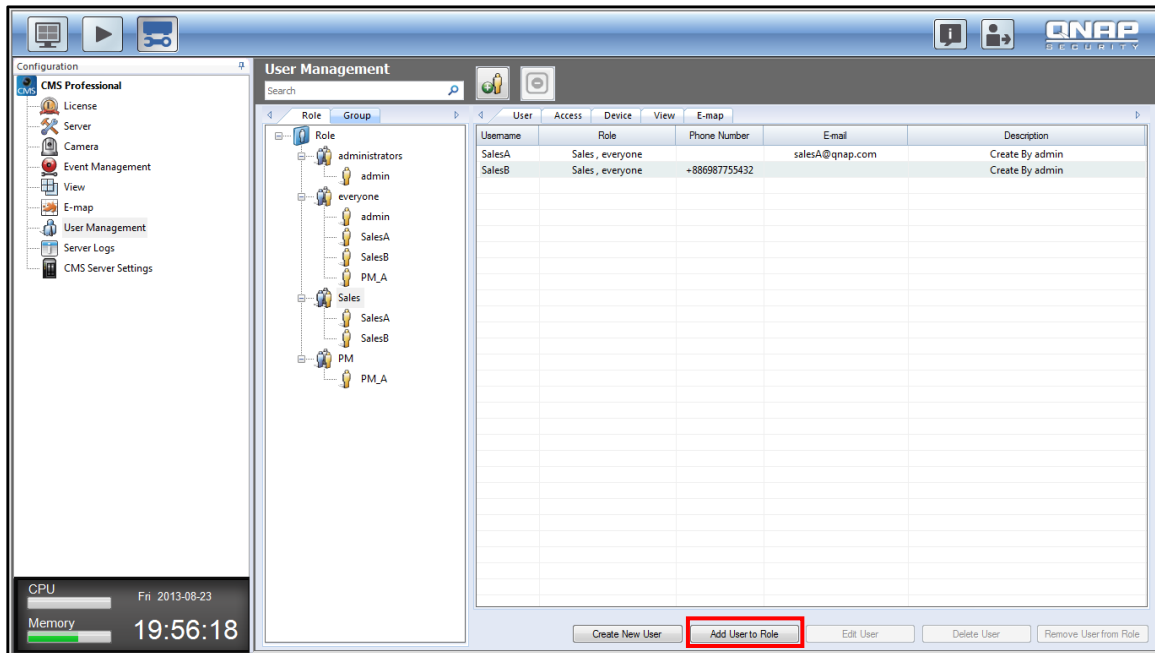 QNAP
SECURITY
Configuration
CMS Professional
CMS
License
Server
Camera
Event Management
View
E-map
User Management
Server Logs
CMS Server Settings
CPU
Fri 2013-08-23
Memory
19:56:18
User Management
Search
Role Group
Role
administrators
admin
everyone
admin
SalesA
SalesB
PM_A
Sales
SalesA
SalesB
PM
PM_A
User Access Device View E-map
Username Role Phone Number E-mail Description
SalesA Sales , everyone salesA@qnap.com Create By admin
SalesB Sales , everyone +886987755432 Create By admin
Create New User Add User to Role Edit User Delete User Remove User from Role